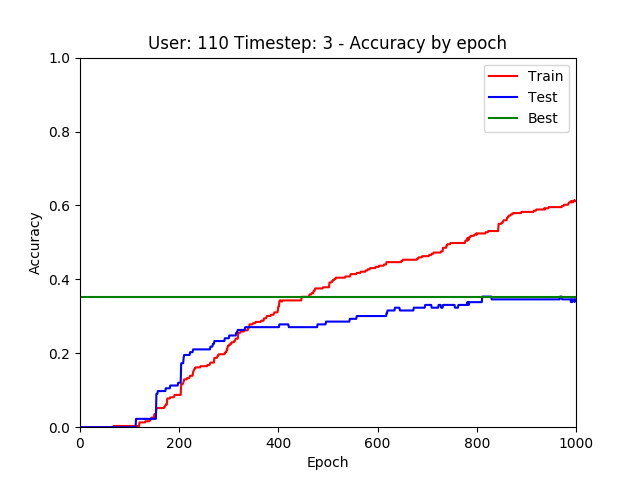 User: 110 Timestep: 3 - Accuracy by epoch
1.0
0.8
0.6
0.4
0.2
0.0
Accuracy
Train
Test
Best
0 200 400 600 800 1000
Epoch